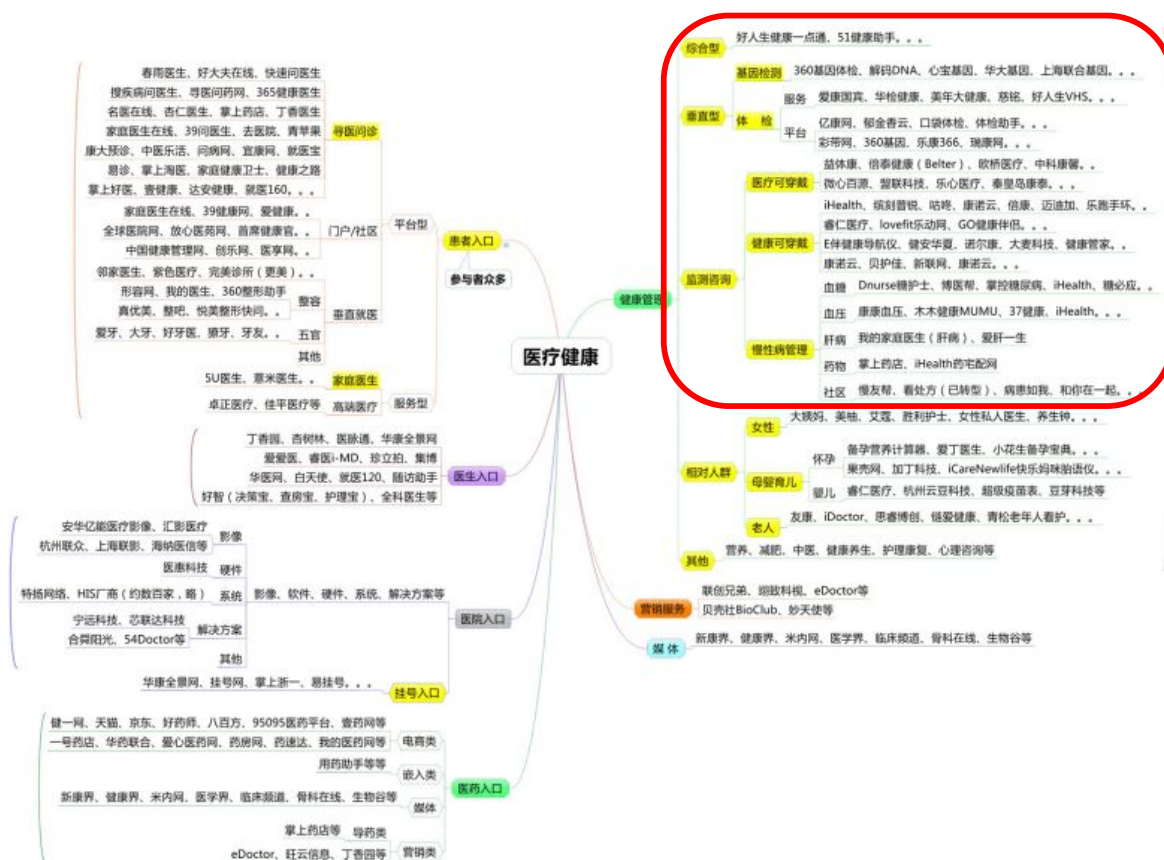 医疗健康
患者入口
参与者众多
平台型
寻医问诊
春雨医生、好大夫在线、快速问医生
搜疾病问医生、寻医问药网、365健康医生
名医在线、杏仁医生、掌上药店、丁香医生
家庭医生在线、39问医生、去医院、青苹果
康大预诊、中医乐活、问病网、宜康网、就医宝
易诊、掌上淘医、家庭健康卫士、健康之路
掌上好医、壹健康、达安健康、就医160。。。
门户/社区
家庭医生在线、39健康网、爱健康。。
全球医院网、放心医苑网、首席健康官。。
中国健康管理网、创乐网、医享网。。
垂直就医
邻家医生、紫色医疗、完美诊所（更美）。。
整容
形容网、我的医生、360整形助手
真优美、整吧、悦美整形快问。。
五官
爱牙、大牙、好牙医、狼牙、牙友。。
其他
服务型
家庭医生
5U医生、薏米医生。。
高端医疗
卓正医疗、佳平医疗等
医生入口
丁香园、杏树林、医脉通、华康全景网
爱爱医、睿医i-MD、珍立拍、集博
华医网、白天使、就医120、随访助手
好智（决策宝、查房宝、护理宝）、全科医生等
医院入口
影像、软件、硬件、系统、解决方案等
影像
安华亿能医疗影像、汇影医疗
杭州联众、上海联影、海纳医信等
硬件
医惠科技
系统
特扬网络、HIS厂商（约数百家，略）
解决方案
宁远科技、芯联达科技
合舜阳光、54Doctor等
其他
挂号入口
华康全景网、挂号网、掌上浙一、易挂号。。。
医药入口
电商类
健一网、天猫、京东、好药师、八百方、95095医药平台、壹药网等
一号药店、华药联合、爱心医药网、药房网、药速达、我的医药网等
嵌入类
用药助手等等
媒体
新康界、健康界、米内网、医学界、临床频道、骨科在线、生物谷等
营销类
导药类
掌上药店等
eDoctor、旺云信息、丁香园等
健康管理
综合型
好人生健康一点通、51健康助手。。。
垂直型
基因检测
360基因体检、解码DNA、心宝基因、华大基因、上海联合基因。。。
体 检
服务
爱康国宾、华检健康、美年大健康、慈铭、好人生VHS。。。
平台
亿康网、郁金香云、口袋体检、体检助手。。。
彩带网、360基因、乐康366、瑞康网。。。
监测咨询
医疗可穿戴
益体康、倍泰健康（Belter）、欧桥医疗、中科康馨。。
微心百源、盟联科技、乐心医疗、秦皇岛康泰。。。
健康可穿戴
iHealth、缤刻普锐、咕咚、康诺云、倍康、迈迪加、乐跑手环。。
睿仁医疗、lovefit乐动网、GO健康伴侣。。
E伴健康导航仪、健安华夏、诺尔康、大麦科技、健康管家。。
康诺云、贝护佳、新联网、康诺云。。。
慢性病管理
血糖
Dnurse糖护士、博医帮、掌控糖尿病、iHealth、糖必应。。
血压
康康血压、木木健康MUMU、37健康、iHealth。。。
肝病
我的家庭医生（肝病）、爱肝一生
药物
掌上药店、iHealth药宅配网
社区
慢友帮、看处方（已转型）、病患如我、和你在一起。。。
相对人群
女性
大姨妈、美柚、艾蔻、胜利护士、女性私人医生、养生钟。。。
母婴育儿
怀孕
备孕营养计算器、爱丁医生、小花生备孕宝典。。
果壳网、加丁科技、iCareNewlife快乐妈咪胎语仪。。。
婴儿
睿仁医疗、杭州云豆科技、超级疫苗表、豆芽科技等
老人
友康、iDoctor、思睿博创、链爱健康、青松老年人看护。。。
其他
营养、减肥、中医、健康养生、护理康复、心理咨询等
营销服务
联创兄弟、翊致科视、eDoctor等
贝壳社BioClub、妙天使等
媒 体
新康界、健康界、米内网、医学界、临床频道、骨科在线、生物谷等